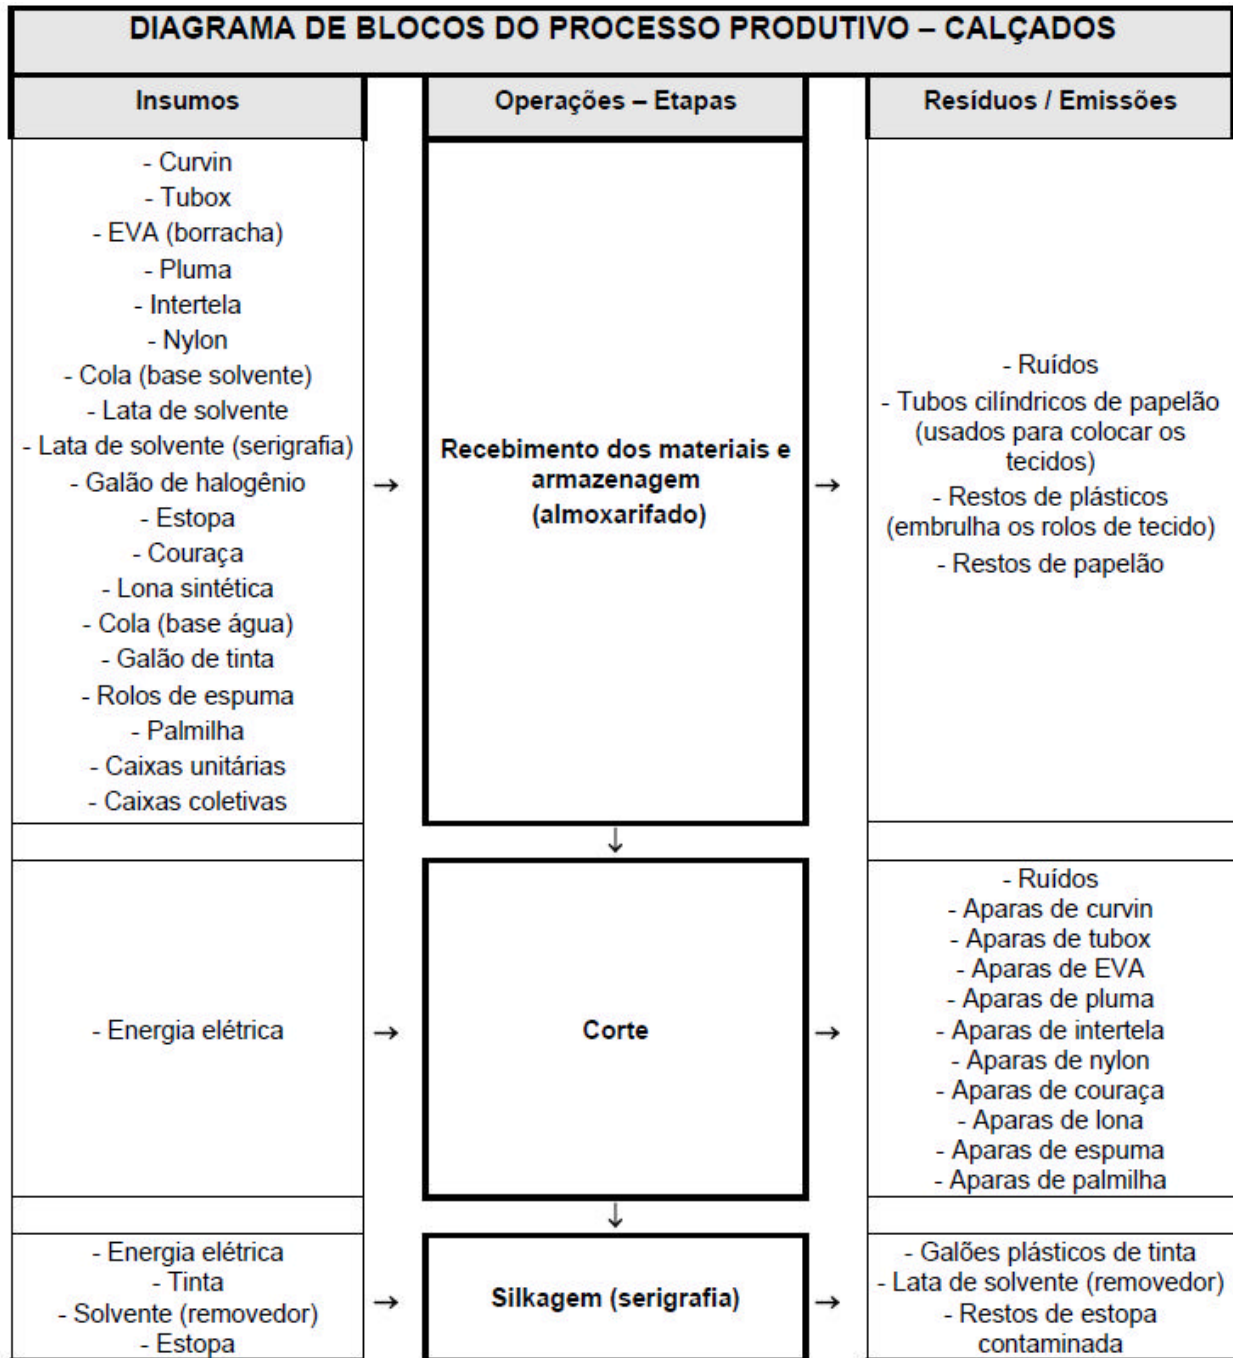 DIAGRAMA DE BLOCOS DO PROCESSO PRODUTIVO – CALÇADOS
Insumos
Operações – Etapas
Resíduos / Emissões
- Curvin
- Tubox
- EVA (borracha)
- Pluma
- Intertela
- Nylon
- Cola (base solvente)
- Lata de solvente
- Lata de solvente (serigrafia)
- Galão de halogênio
- Estopa
- Couraça
- Lona sintética
- Cola (base água)
- Galão de tinta
- Rolos de espuma
- Palmilha
- Caixas unitárias
- Caixas coletivas
→
Recebimento dos materiais e
armazenagem
(almoxarifado)
→
- Ruídos
- Tubos cilíndricos de papelão
(usados para colocar os
tecidos)
- Restos de plásticos
(embrulha os rolos de tecido)
- Restos de papelão
↓
- Energia elétrica
→
Corte
→
- Ruídos
- Aparas de curvin
- Aparas de tubox
- Aparas de EVA
- Aparas de pluma
- Aparas de intertela
- Aparas de nylon
- Aparas de couraça
- Aparas de lona
- Aparas de espuma
- Aparas de palmilha
↓
- Energia elétrica
- Tinta
- Solvente (removedor)
- Estopa
→
Silkagem (serigrafia)
→
- Galões plásticos de tinta
- Lata de solvente (removedor)
- Restos de estopa
contaminada